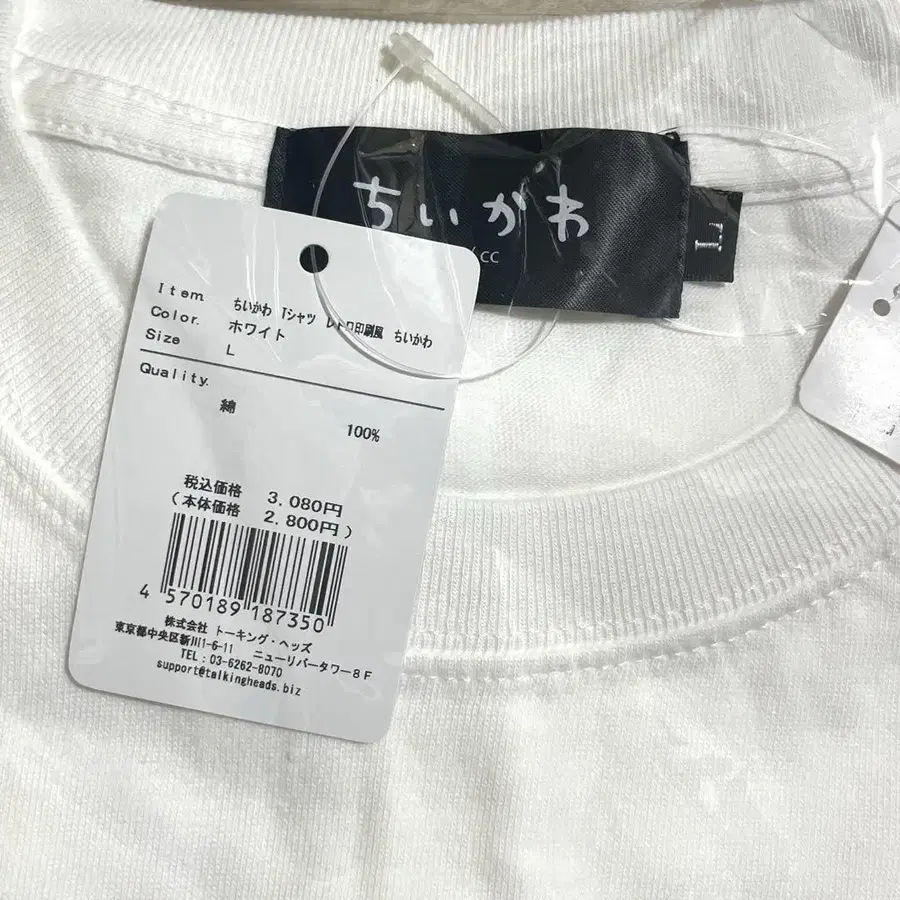 ちいかわ
cc
L
Item ちいかわ Tシャツ レトロ印刷風 ちいかわ
Color. ホワイト
Size L
Quality.
綿
100%
税込価格 3,080円
(本体価格 2,800円)
4 570189 187350
株式会社 トーキング・ヘッズ
東京都中央区新川1-6-11 ニューリバータワー8F
TEL:03-6262-8070
support@talkingheads.biz